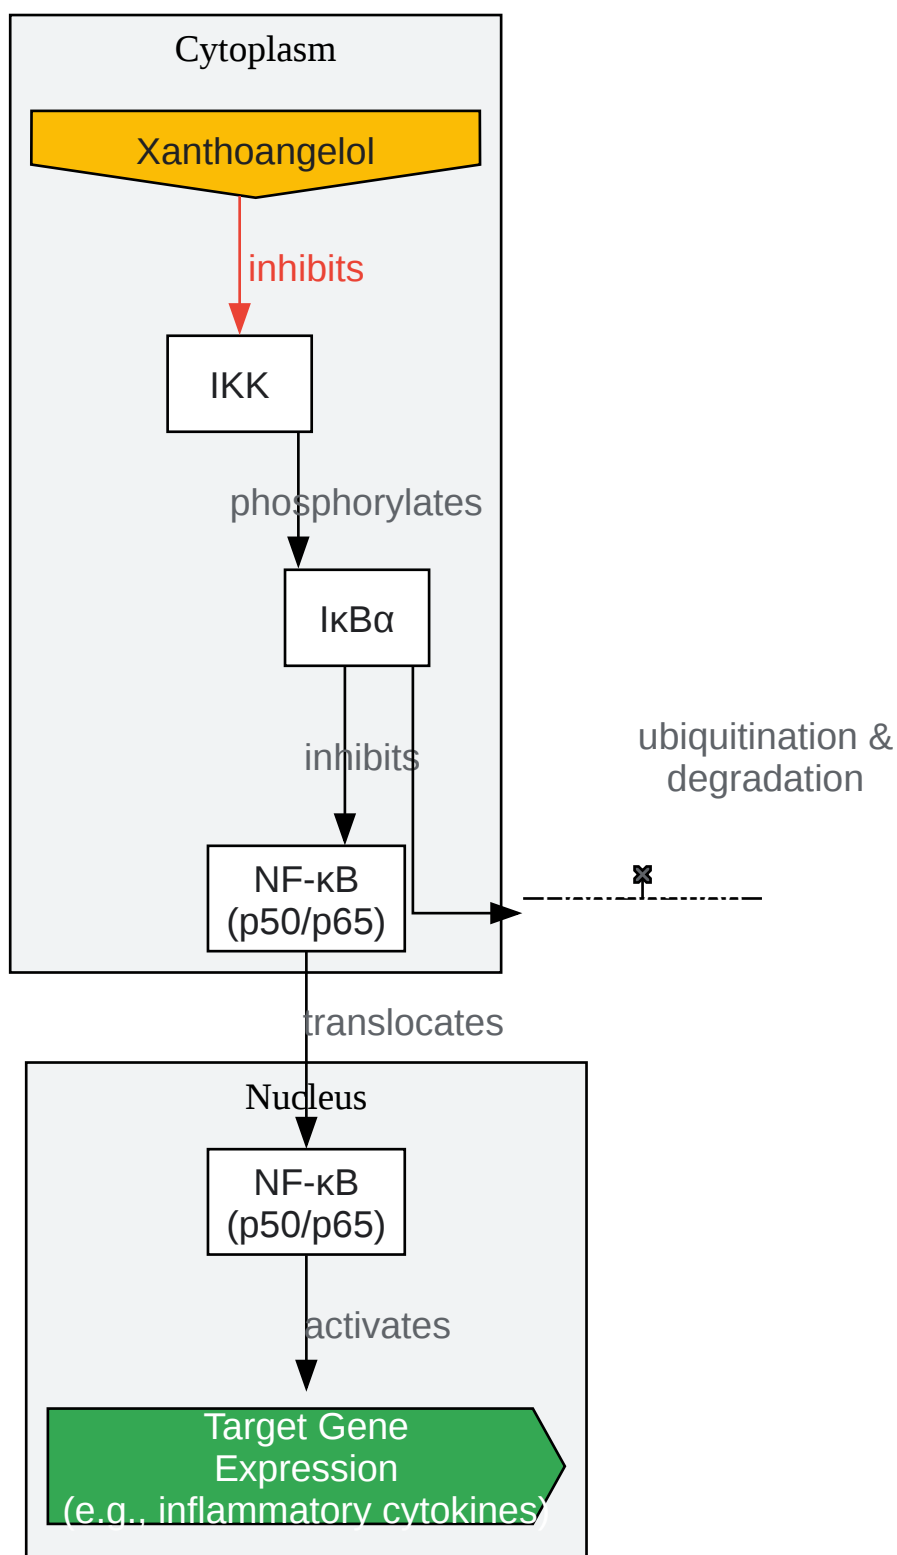 Cytoplasm
Xanthoangelol
inhibits
IKK
phosphorylates
IκBα
inhibits
ubiquitination &
degradation
NF-κB
(p50/p65)
translocates
Nucleus
NF-κB
(p50/p65)
activates
Target Gene
Expression
(e.g., inflammatory cytokines)